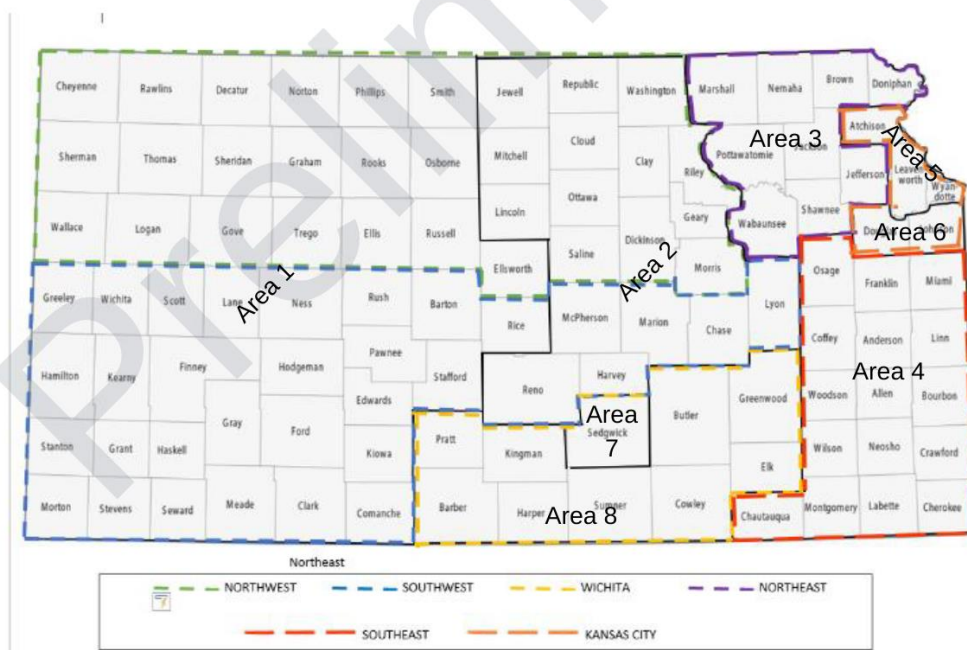 Prelim
Cheyenne Rawlins Decatur Norton Phillips Smith Jewell Republic Washington Marshall Nemaha Brown Doniphan
Sherman Thomas Sheridan Graham Rooks Osborne Mitchell Cloud Clay Riley Pottawatomie Area 3 Jackson Atchison Area 5
Jefferson Leaven
worth
Wyan
dotte
Wallace Logan Gove Trego Ellis Russell Lincoln Ottawa Geary Wabaunsee Shawnee
Saline Dickinson Area 6
Ellsworth Area 2 Morris Osage Franklin Miami
Greeley Wichita Scott Lane Area 1 Ness Rush Barton Rice McPherson Marion Chase Lyon
Coffey Anderson Linn
Hamilton Kearny Finney Hodgeman Pawnee Stafford Reno Harvey
Edwards Butler Greenwood Woodson Area 4 Allen Bourbon
Gray Ford Area
7
Sedgwick
Stanton Grant Haskell Kiowa Pratt Kingman Elk Wilson Neosho Crawford
Morton Stevens Seward Meade Clark Comanche Barber Harper Area 8 Sumner Cowley Chautauqua Montgomery Labette Cherokee
Northeast
NORTHWEST SOUTHWEST WICHITA NORTHEAST
SOUTHEAST KANSAS CITY